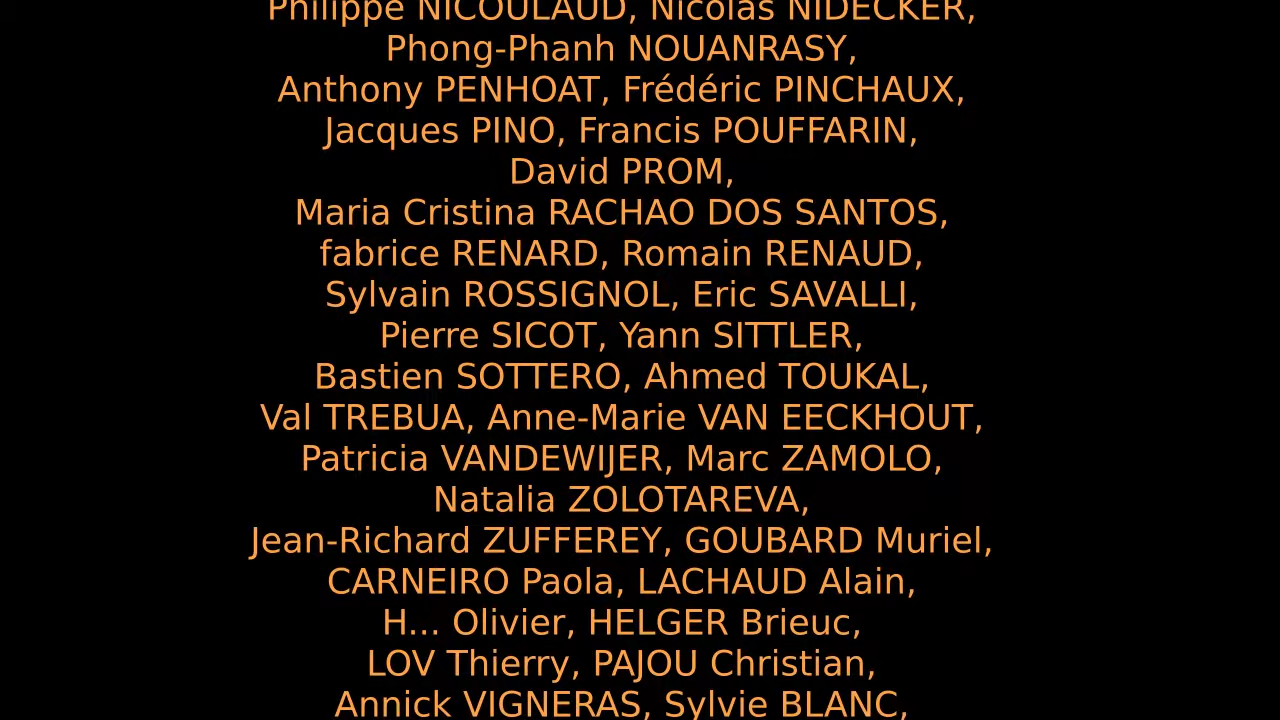 Philippe NICOULAUD, Nicolas NIDECKER,
Phong-Phanh NOUANRASY,
Anthony PENHOAT, Frédéric PINCHAUX,
Jacques PINO, Francis POUFFARIN,
David PROM,
Maria Cristina RACHAO DOS SANTOS,
fabrice RENARD, Romain RENAUD,
Sylvain ROSSIGNOL, Eric SAVALLI,
Pierre SICOT, Yann SITTLER,
Bastien SOTTERO, Ahmed TOUKAL,
Val TREBUA, Anne-Marie VAN EECKHOUT,
Patricia VANDEWIJER, Marc ZAMOLO,
Natalia ZOLOTAREVA,
Jean-Richard ZUFFEREY, GOUBARD Muriel,
CARNEIRO Paola, LACHAUD Alain,
H... Olivier, HELGER Brieuc,
LOV Thierry, PAJOU Christian,
Annick VIGNERAS, Sylvie BLANC,